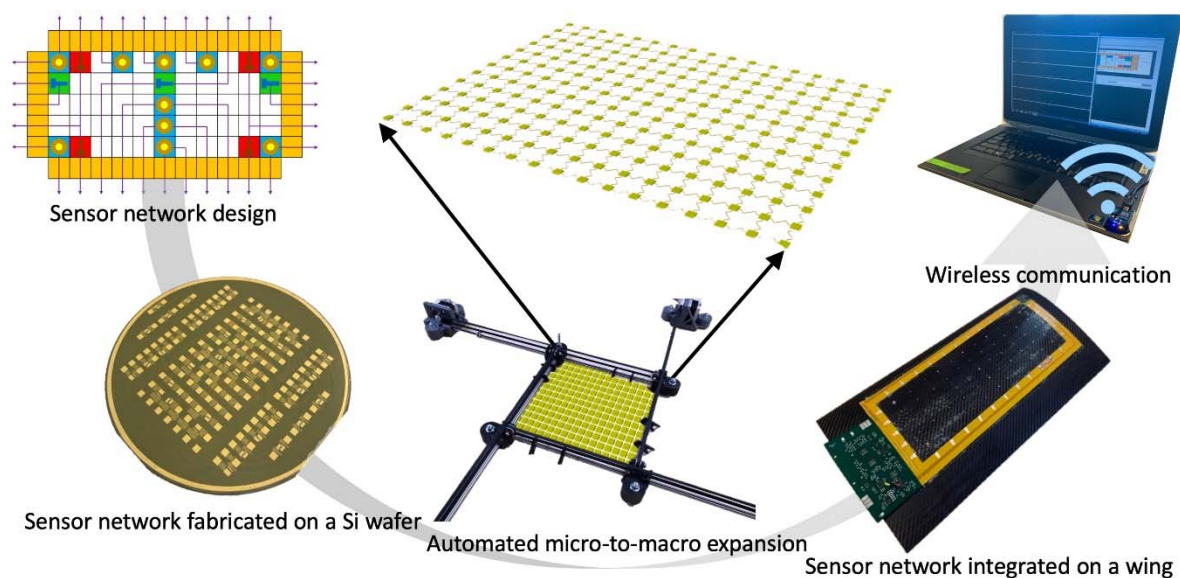 Sensor network design
Wireless communication
Sensor network fabricated on a Si wafer
Automated micro-to-macro expansion
Sensor network integrated on a wing